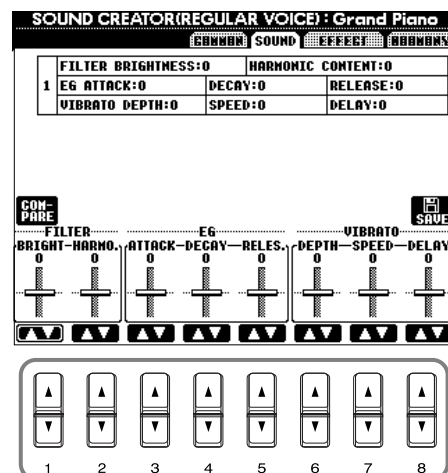 SOUND CREATOR(REGULAR VOICE) : Grand Piano
COMMON SOUND EFFECT HARMONY
FILTER BRIGHTNESS:0 HARMONIC CONTENT:0
1 EG ATTACK:0 DECAY:0 RELEASE:0
VIBRATO DEPTH:0 SPEED:0 DELAY:0
COM-
PARE
SAVE
FILTER EG VIBRATO
BRIGHT-HARMO. ATTACK-DECAY-RELES. DEPTH-SPEED-DELAY
0 0 0 0 0 0 0 0
1 2 3 4 5 6 7 8